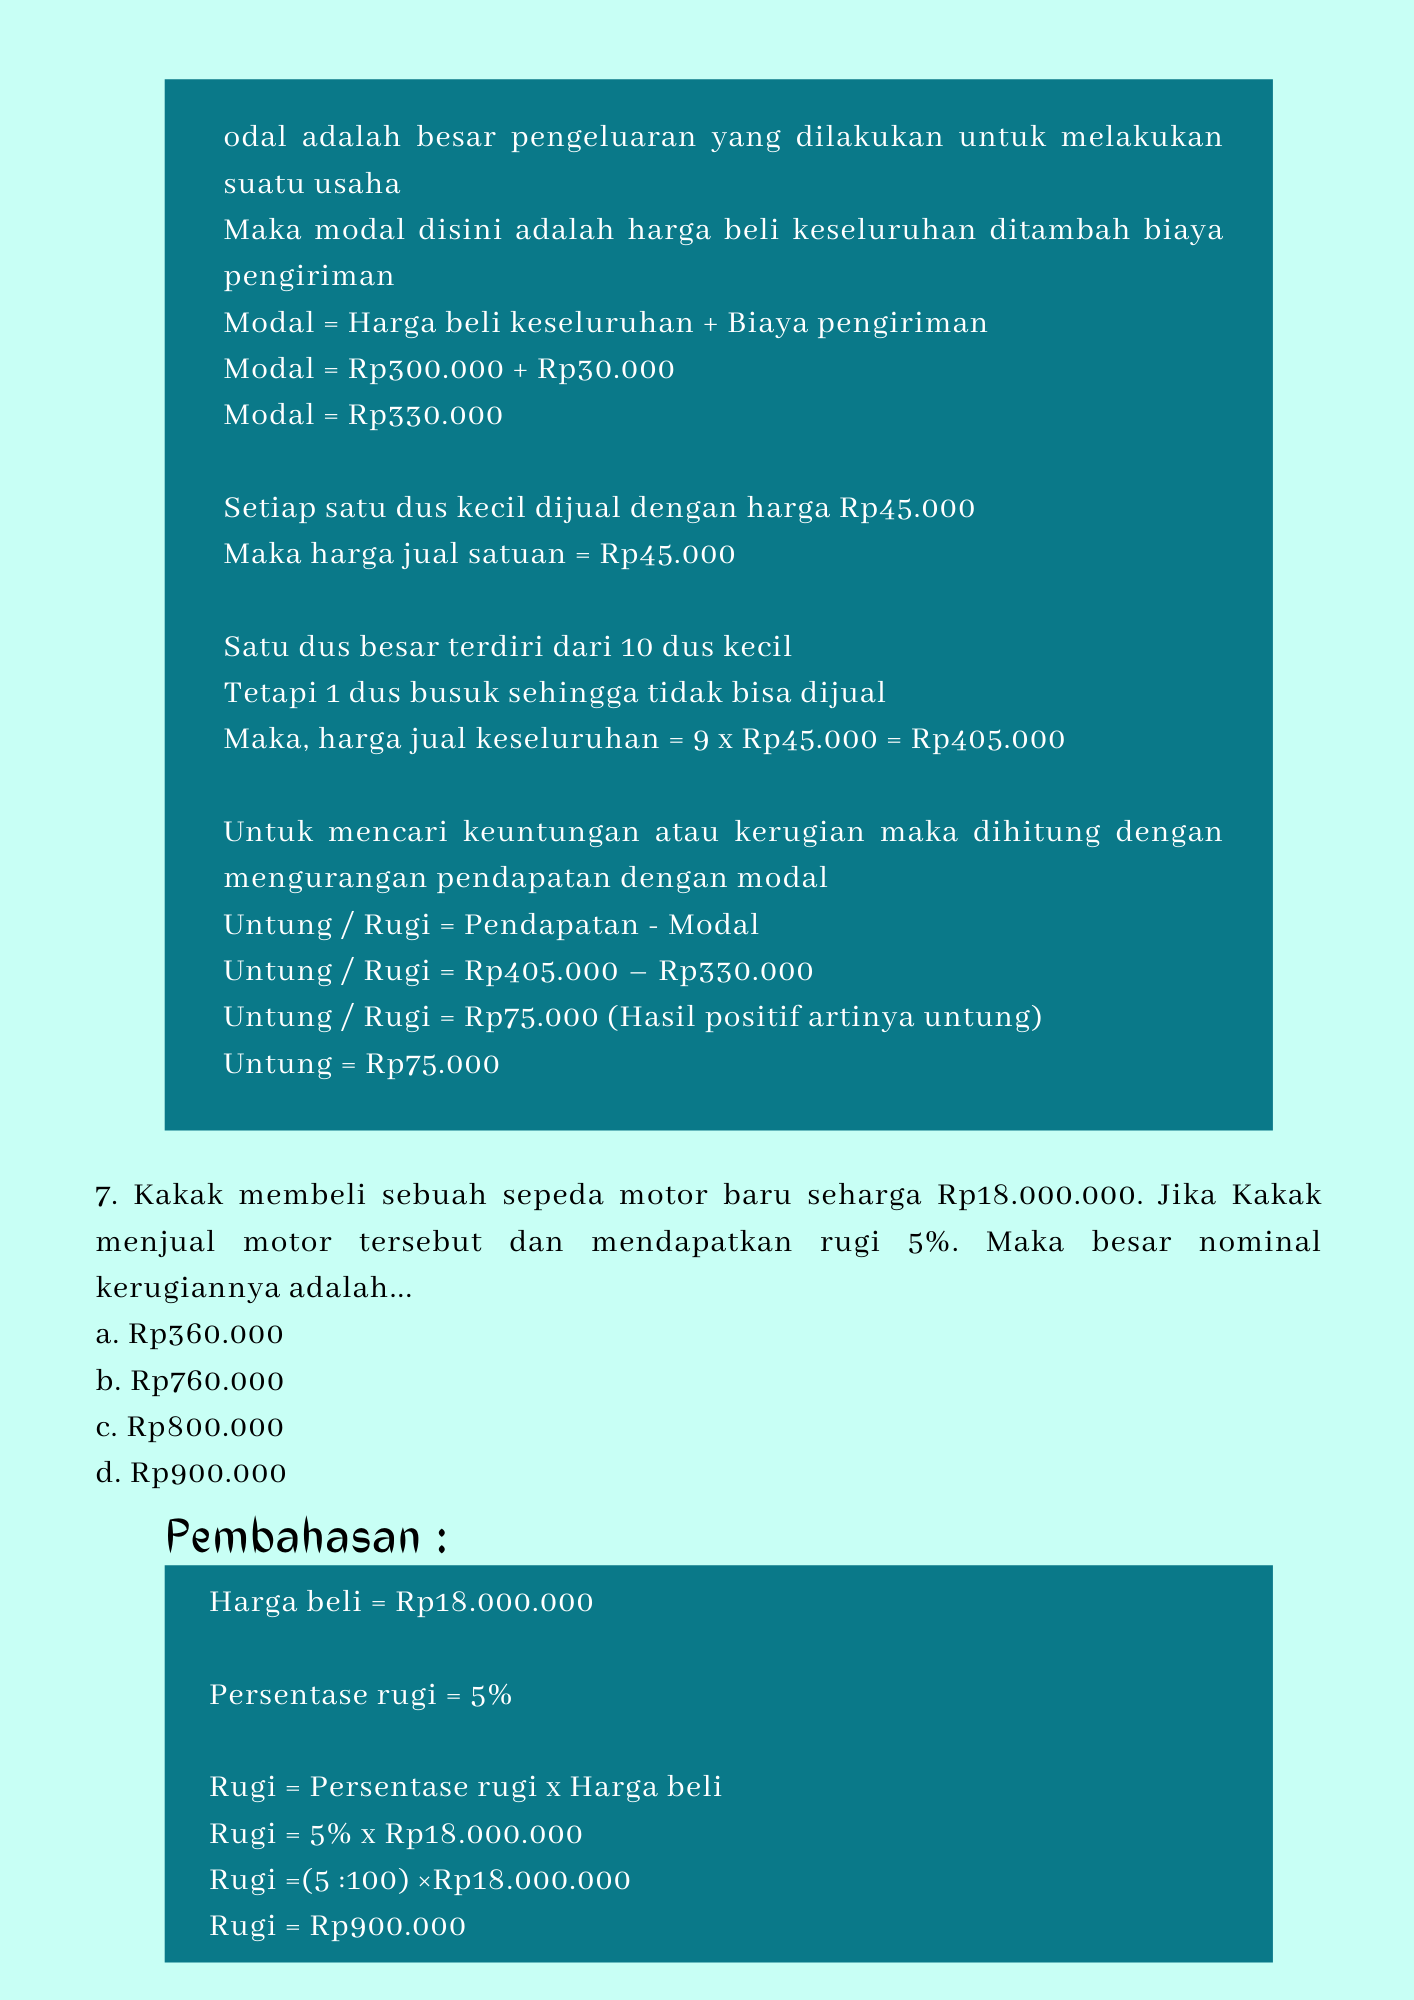 odal adalah besar pengeluaran yang dilakukan untuk melakukan
suatu usaha
Maka modal disini adalah harga beli keseluruhan ditambah biaya
pengiriman
Modal = Harga beli keseluruhan + Biaya pengiriman
Modal = Rp300.000 + Rp30.000
Modal = Rp330.000
Setiap satu dus kecil dijual dengan harga Rp45.000
Maka harga jual satuan = Rp45.000
Satu dus besar terdiri dari 10 dus kecil
Tetapi 1 dus busuk sehingga tidak bisa dijual
Maka, harga jual keseluruhan = 9 x Rp45.000 = Rp405.000
Untuk mencari keuntungan atau kerugian maka dihitung dengan
mengurangan pendapatan dengan modal
Untung / Rugi = Pendapatan - Modal
Untung / Rugi = Rp405.000 – Rp330.000
Untung / Rugi = Rp75.000 (Hasil positif artinya untung)
Untung = Rp75.000
7. Kakak membeli sebuah sepeda motor baru seharga Rp18.000.000. Jika Kakak
menjual motor tersebut dan mendapatkan rugi 5%. Maka besar nominal
kerugiannya adalah...
a. Rp360.000
b. Rp760.000
c. Rp800.000
d. Rp900.000
Pembahasan :
Harga beli = Rp18.000.000
Persentase rugi = 5%
Rugi = Persentase rugi x Harga beli
Rugi = 5% x Rp18.000.000
Rugi =(5 :100) ×Rp18.000.000
Rugi = Rp900.000